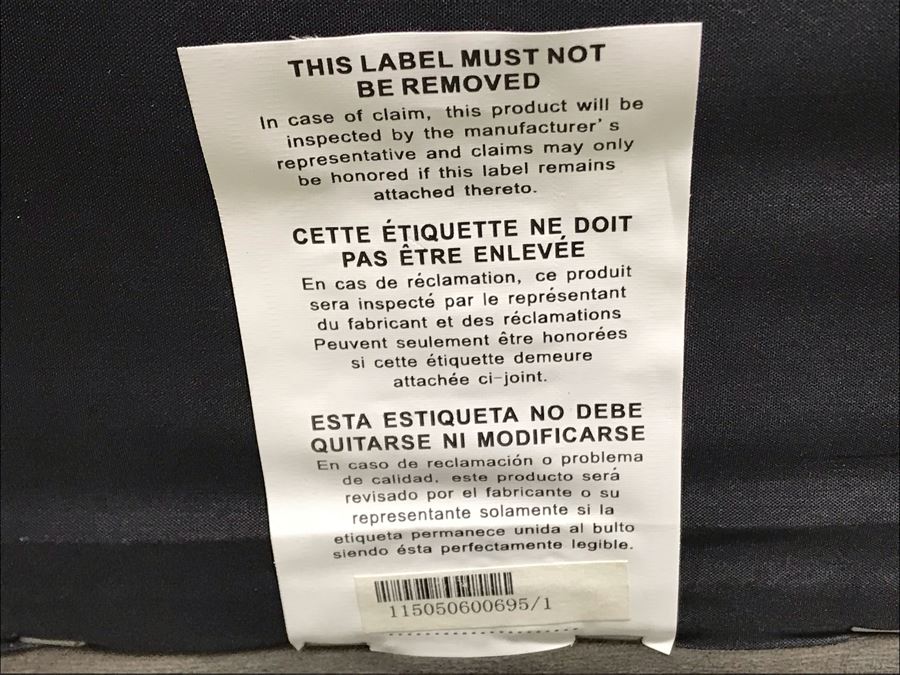 THIS LABEL MUST NOT
BE REMOVED
In case of claim, this product will be
inspected by the manufacturer's
representative and claims may only
be honored if this label remains
attached thereto.
CETTE ÉTIQUETTE NE DOIT
PAS ÊTRE ENLEVÉE
En cas de réclamation, ce produit
sera inspecté par le représentant
du fabricant et des réclamations
Peuvent seulement être honorées
si cette étiquette demeure
attachée ci-joint.
ESTA ESTIQUETA NO DEBE
QUITARSE NI MODIFICARSE
En caso de reclamación o problema
de calidad, este producto será
revisado por el fabricante o su
representante solamente si la
etiqueta permanece unida al bulto
siendo ésta perfectamente legible.
115050600695/1